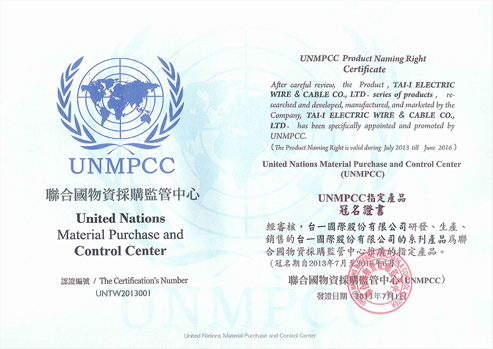 UNMPCC
聯合國物資採購監管中心
United Nations
Material Purchase and
Control Center
認證編號 / The Certification's Number
UNTW2013001
UNMPCC Product Naming Right
Certificate
After careful review, the Product, TAI-I ELECTRIC
WIRE & CABLE CO., LTD. series of products, re-
searched and developed, manufactured, and marketed by the
Company, TAI-I ELECTRIC WIRE & CABLE CO.,
LTD. has been specifically appointed and promoted by
UNMPCC.
(The Product Naming Right is valid during July 2013 till June 2016)
United Nations Material Purchase and Control Center
(UNMPCC)
UNMPCC指定產品
冠名證書
經審核,台一國際股份有限公司研發、生產、
銷售的台一國際股份有限公司的系列產品為聯
合國物資採購監管中心推薦的指定產品。
(冠名期自2013年7月至2016年6月)
聯合國物資採購監管中心(UNMPCC)
發證日期:2013年7月1日
United Nations Material Purchase and Control Center